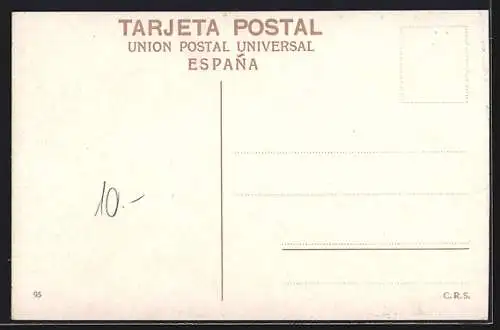 TARJETA POSTAL
UNION POSTAL UNIVERSAL
ESPAÑA
10.-
95
C.R.S.